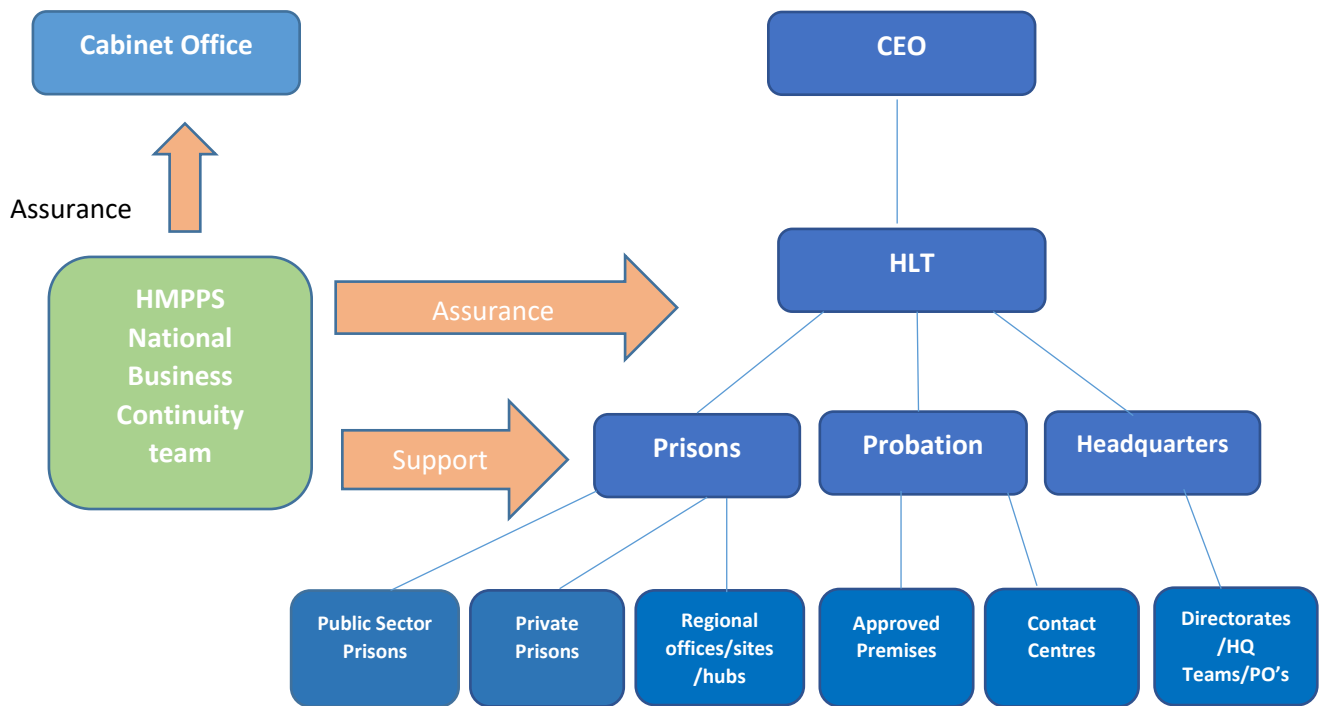 Cabinet Office
CEO
Assurance
HMPPS
National
Business
Continuity
team
Assurance
HLT
Support
Prisons
Probation
Headquarters
Public Sector
Prisons
Private
Prisons
Regional
offices/sites
/hubs
Approved
Premises
Contact
Centres
Directorates
/HQ
Teams/PO's